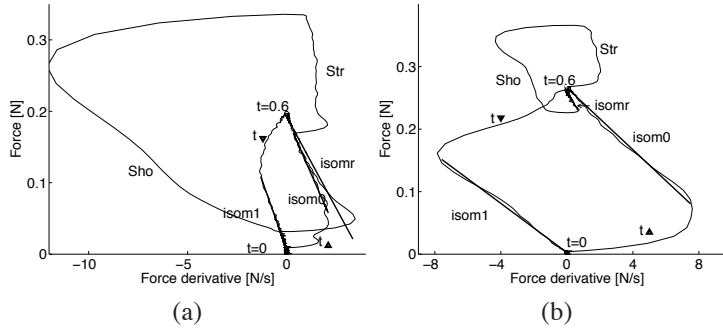 0.3
0.2
0.1
0
Force [N]
−10
−5
0
Force derivative [N/s]
Str
t=0.6
t
Sho
isomr
isom0
isom1
t
t=0
(a)
0.3
0.2
0.1
0
Force [N]
−8
−4
0
4
8
Force derivative [N/s]
Str
Sho
t=0.6
isomr
t
isom0
isom1
t
t=0
(b)